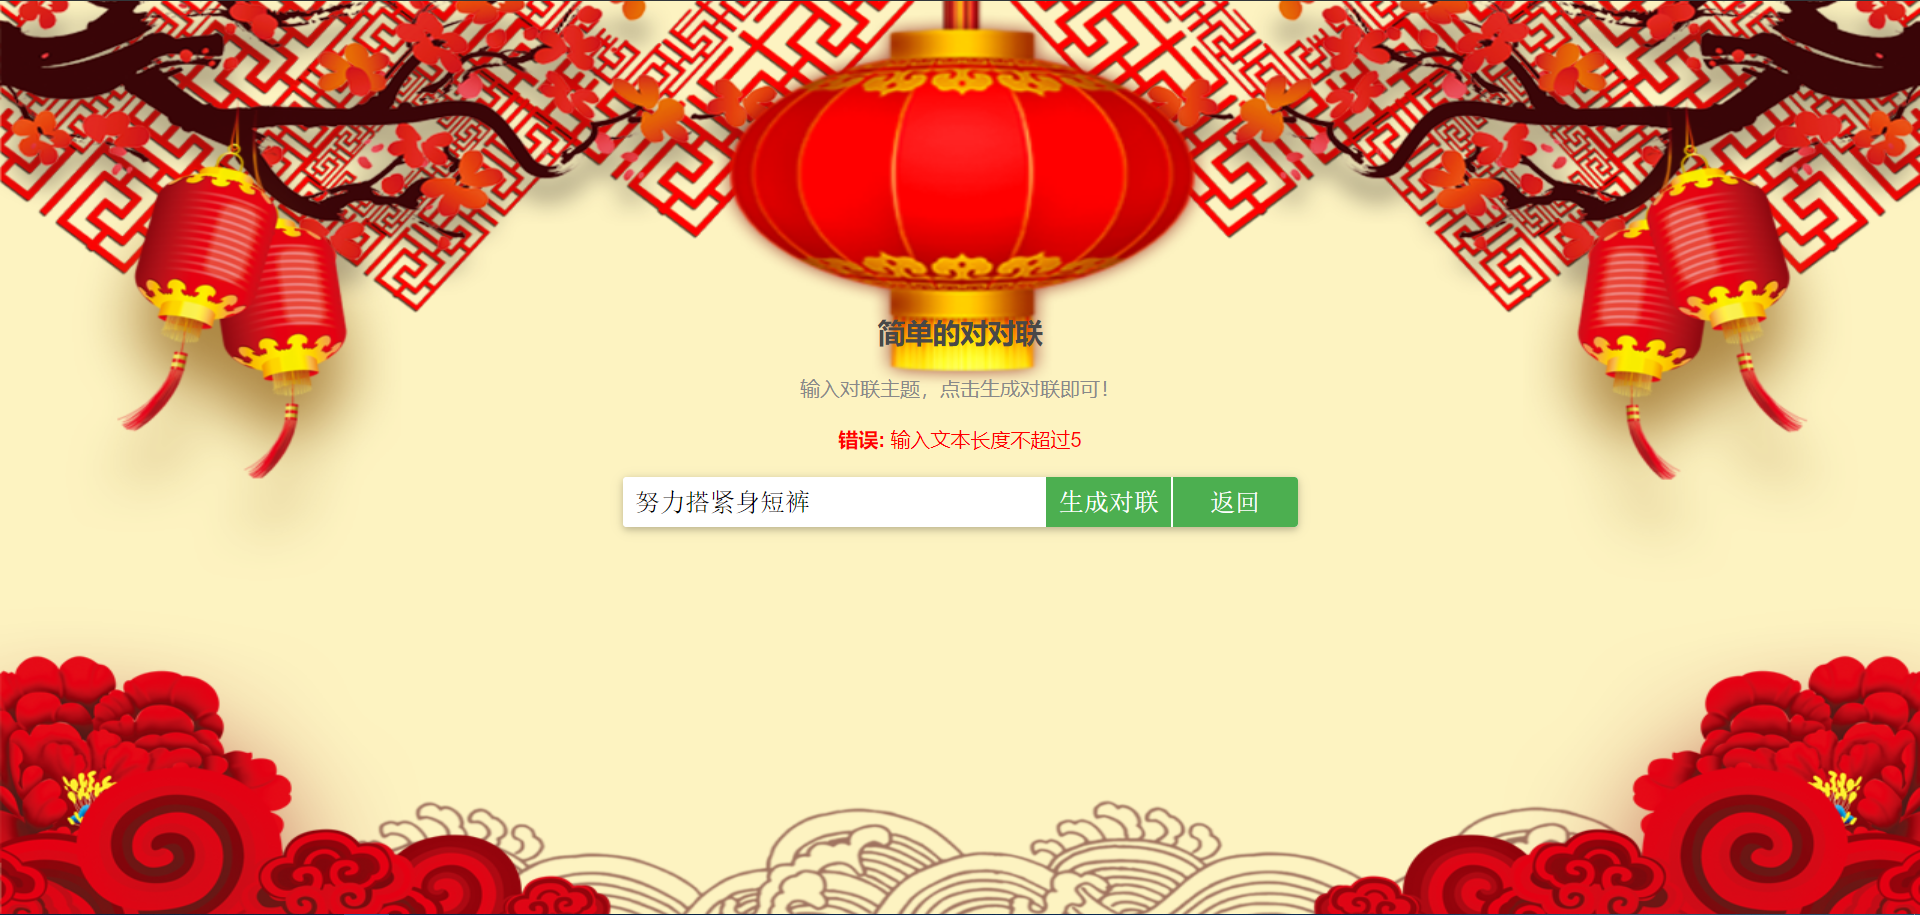 简单的对对联
输入对联主题，点击生成对联即可！
错误: 输入文本长度不超过5
努力搭紧身短裤 生成对联 返回